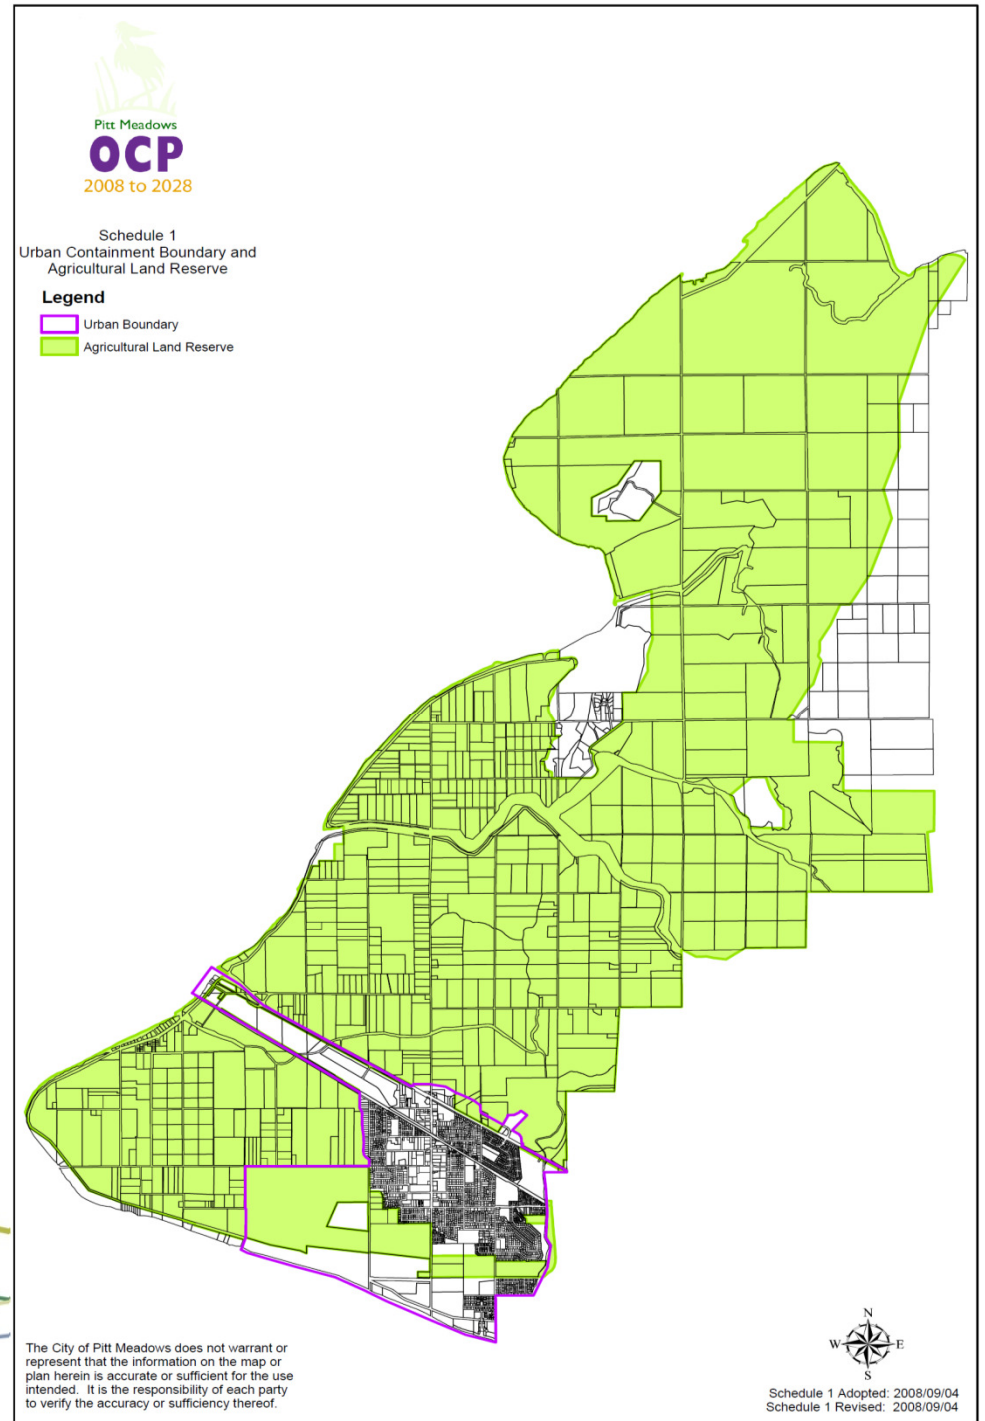 Pitt Meadows
OCP
2008 to 2028
Schedule 1
Urban Containment Boundary and
Agricultural Land Reserve
Legend
Urban Boundary
Agricultural Land Reserve
N
W
E
S
The City of Pitt Meadows does not warrant or
represent that the information on the map or
plan herein is accurate or sufficient for the use
intended. It is the responsibility of each party
to verify the accuracy or sufficiency thereof.
Schedule 1 Adopted: 2008/09/04
Schedule 1 Revised: 2008/09/04